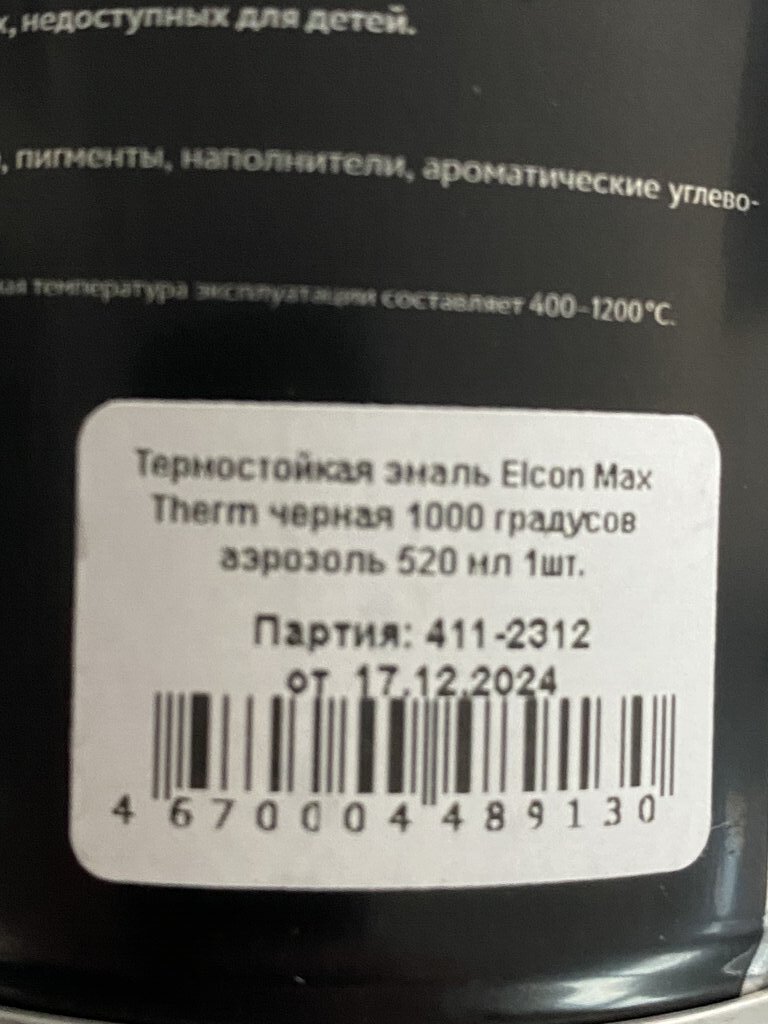 , недоступных для детей.
, пигменты, наполнители, ароматические углево-
температура эксплуатации составляет 400-1200°C.
Термостойкая эмаль Elcon Max
Therm черная 1000 градусов
аэрозоль 520 мл 1шт.
Партия: 411-2312
от 17.12.2024
4 670004 489130